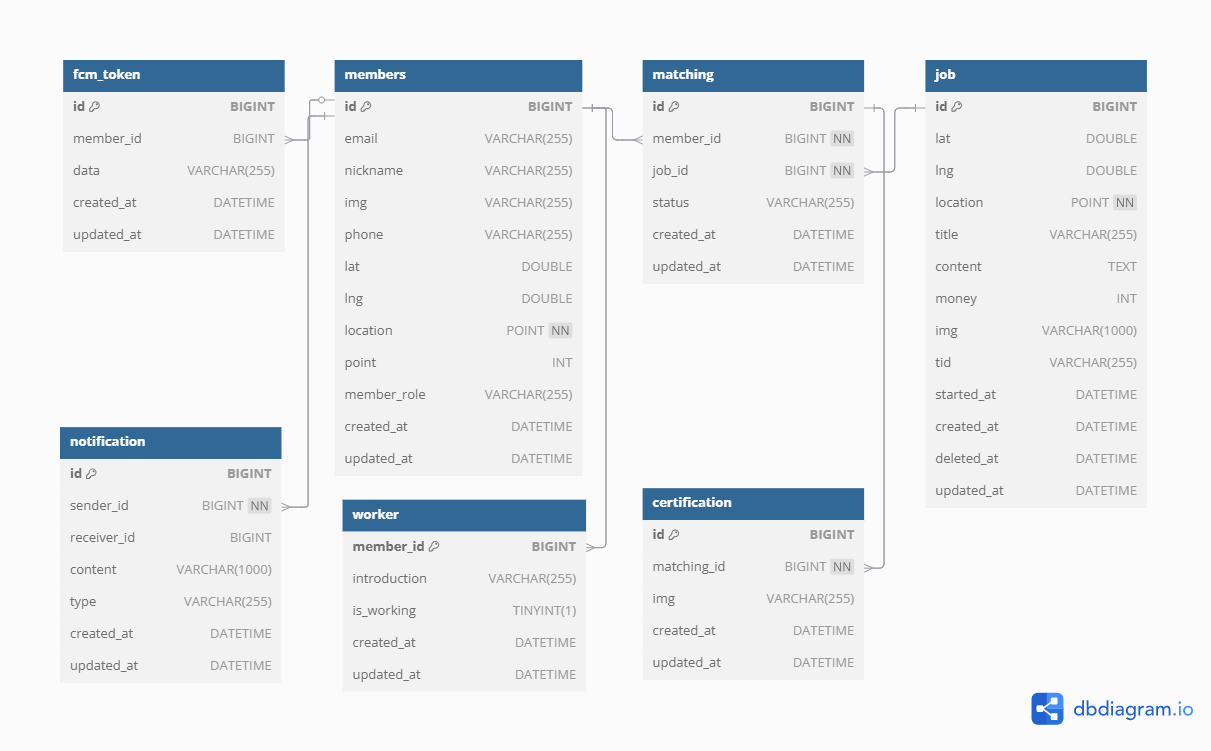 fcm_token
id BIGINT
member_id BIGINT
data VARCHAR(255)
created_at DATETIME
updated_at DATETIME
members
id BIGINT
email VARCHAR(255)
nickname VARCHAR(255)
img VARCHAR(255)
phone VARCHAR(255)
lat DOUBLE
lng DOUBLE
location POINT NN
point INT
member_role VARCHAR(255)
created_at DATETIME
updated_at DATETIME
matching
id BIGINT
member_id BIGINT NN
job_id BIGINT NN
status VARCHAR(255)
created_at DATETIME
updated_at DATETIME
job
id BIGINT
lat DOUBLE
lng DOUBLE
location POINT NN
title VARCHAR(255)
content TEXT
money INT
img VARCHAR(1000)
tid VARCHAR(255)
started_at DATETIME
created_at DATETIME
deleted_at DATETIME
updated_at DATETIME
notification
id BIGINT
sender_id BIGINT NN
receiver_id BIGINT
content VARCHAR(1000)
type VARCHAR(255)
created_at DATETIME
updated_at DATETIME
worker
member_id BIGINT
introduction VARCHAR(255)
is_working TINYINT(1)
created_at DATETIME
updated_at DATETIME
certification
id BIGINT
matching_id BIGINT NN
img VARCHAR(255)
created_at DATETIME
updated_at DATETIME
dbdiagram.io